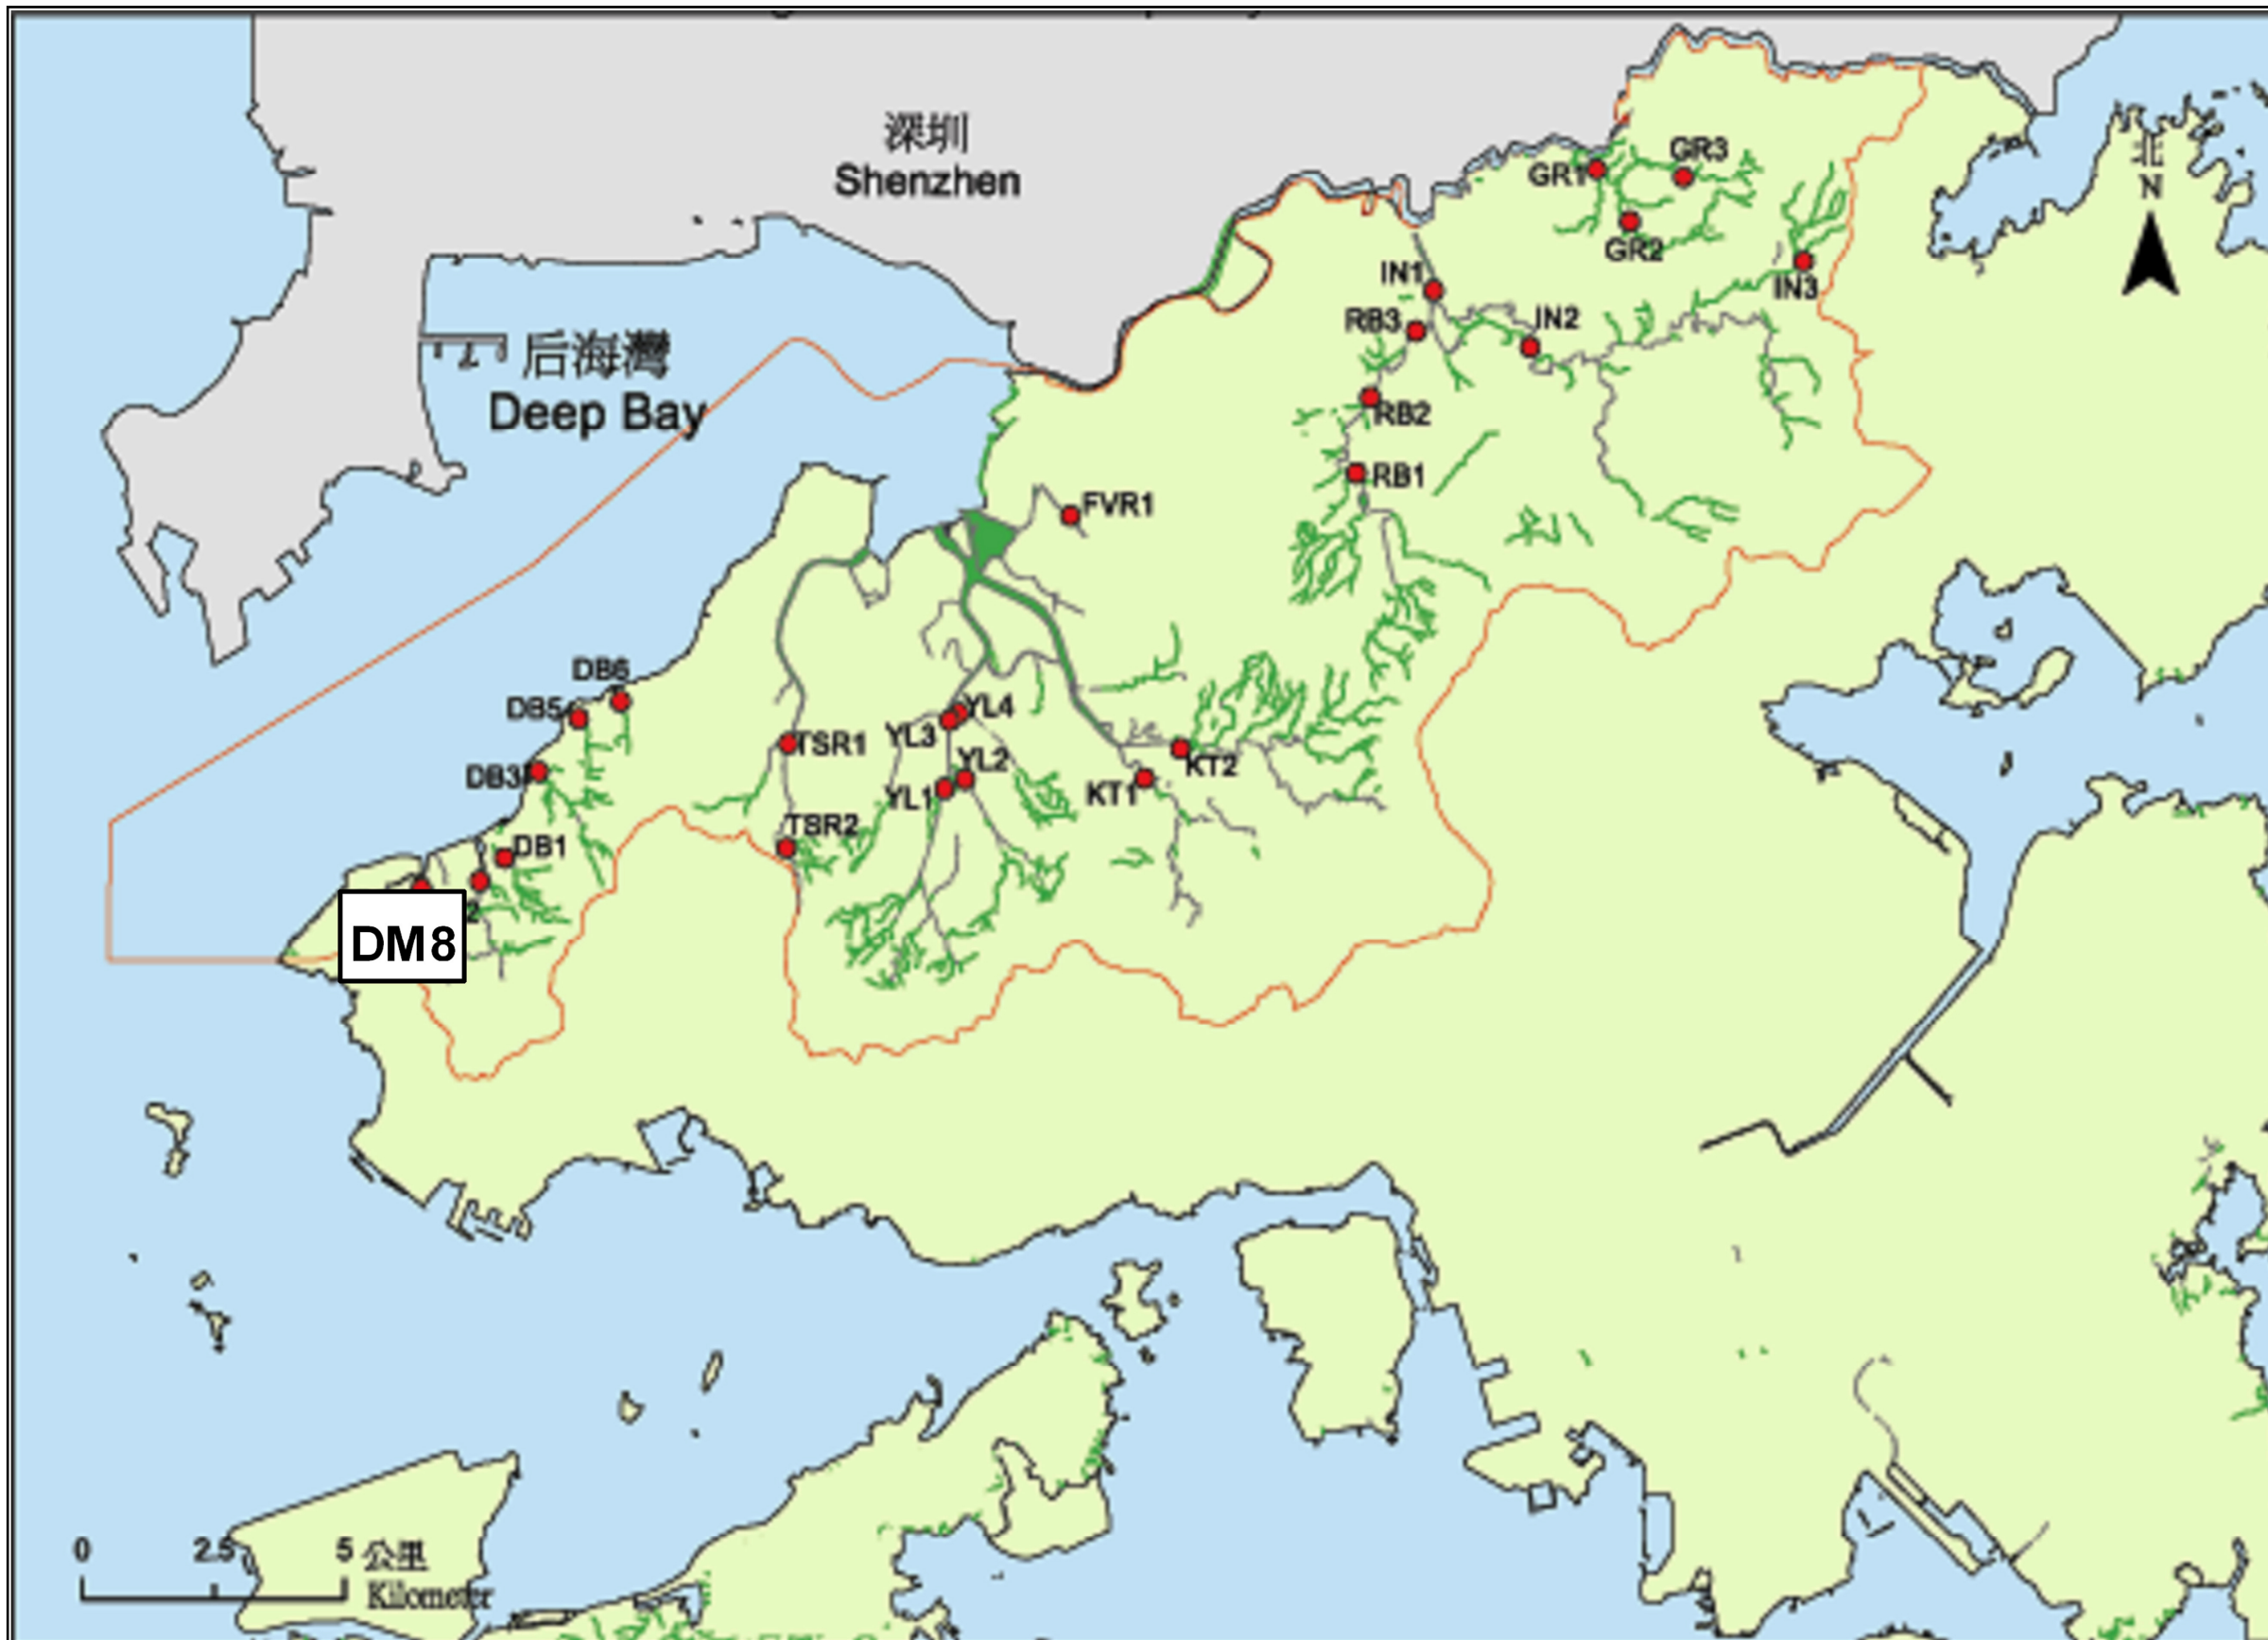 深圳
Shenzhen
北
N
GR3
GR1
GR2
IN1
IN3
RB3
IN2
后海灣
Deep Bay
RB2
RB1
FVR1
DB6
DB5
YL4
YL3
TSR1
YL2
KT2
DB3
YL1
KT1
TSR2
DB1
2
DM8
0 2.5 5 公里
Kilometer